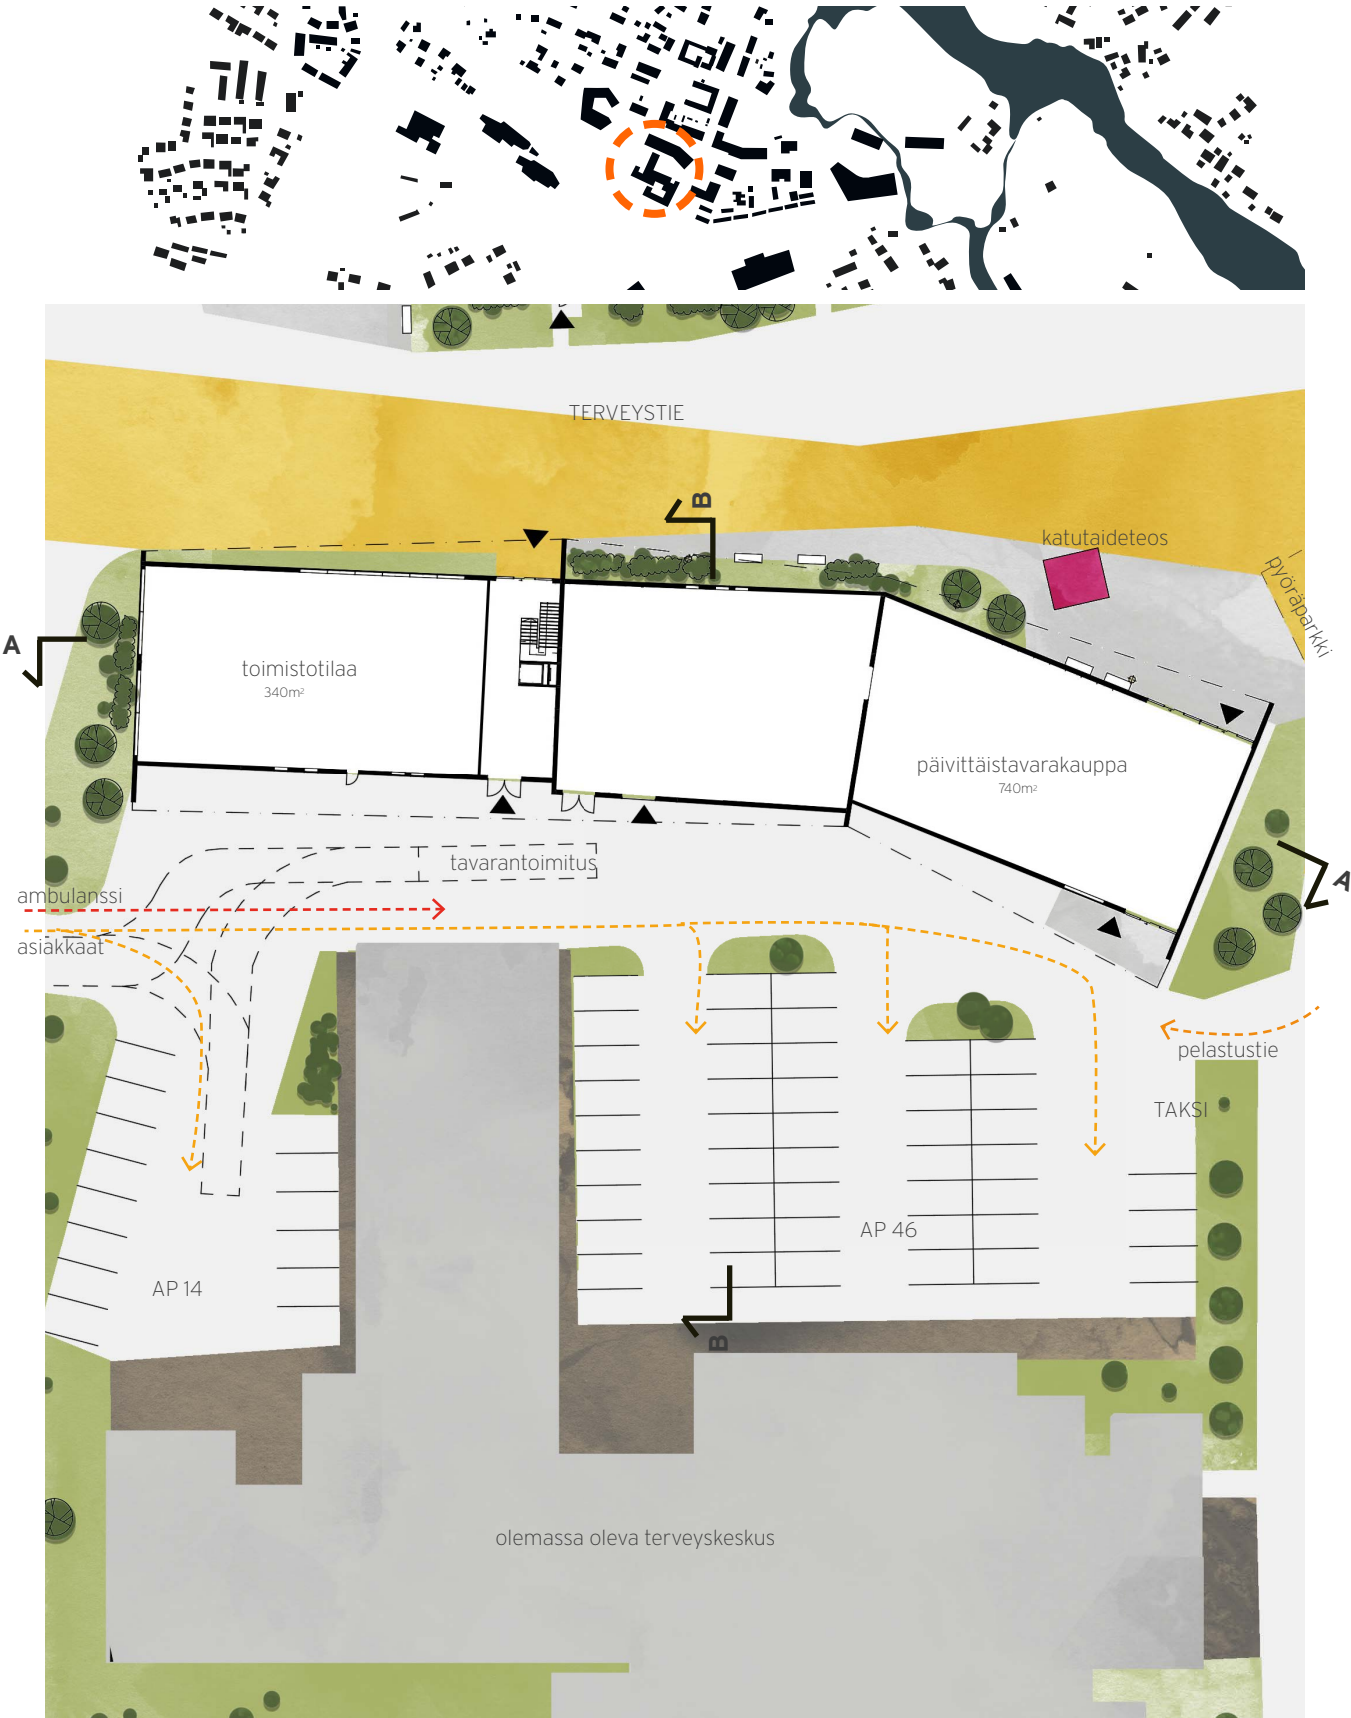 TERVEYSTIE
B
katutaideteos
pyöräparkki
A
toimistotilaa
340m²
päivittäistavarakauppa
740m²
tavarantoimitus
A
ambulanssi
asiakkaat
pelastustie
TAKSI
AP 46
AP 14
B
olemassa oleva terveyskeskus